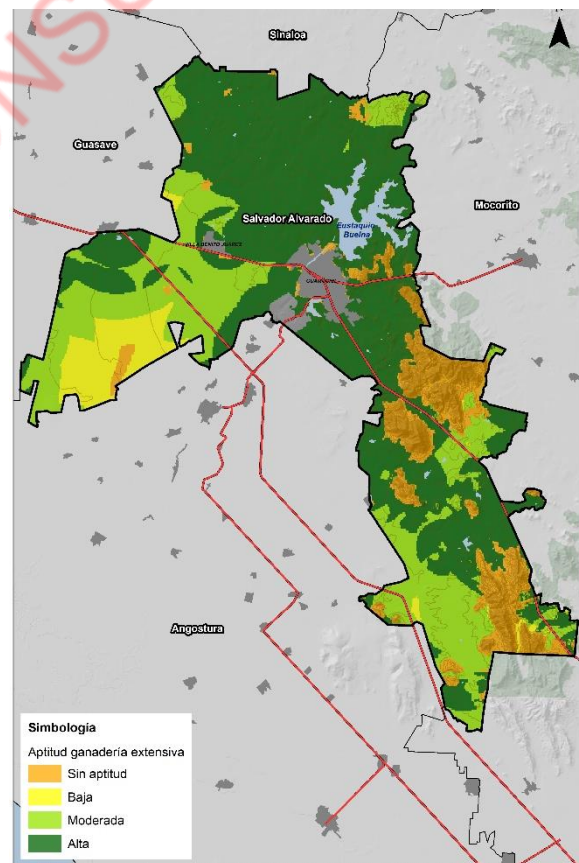 Sinaloa
Guasave
Mocorito
Salvador Alvarado
Eustaquio
Buelna
Angostura
Simbología
Aptitud ganadería extensiva
Sin aptitud
Baja
Moderada
Alta